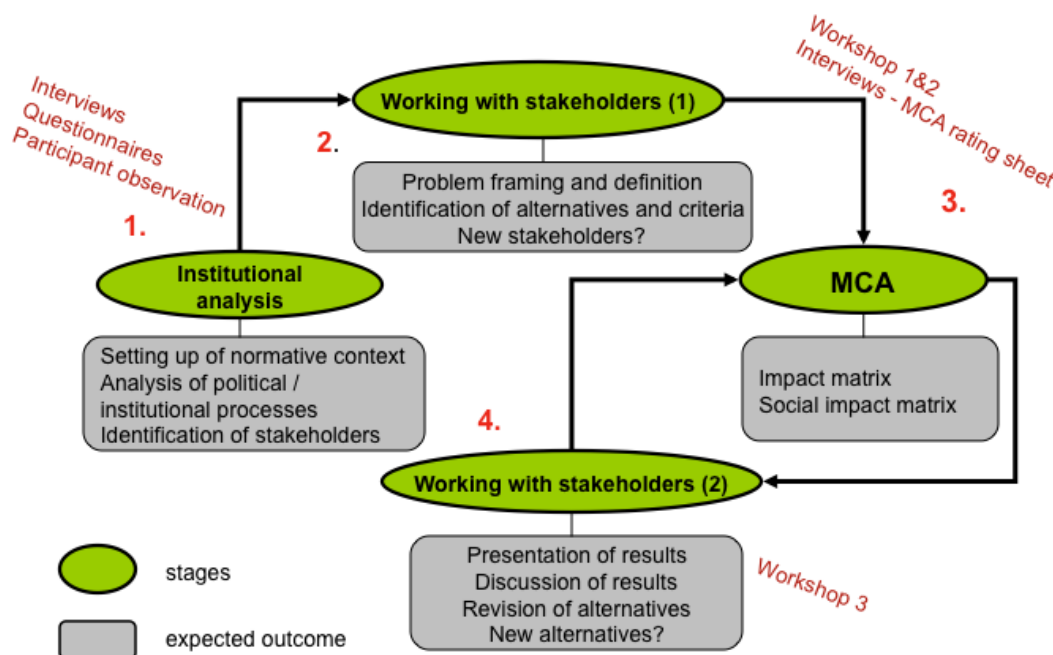 Interviews
Questionnaires
Participant observation
1.
Institutional
analysis
Setting up of normative context
Analysis of political /
institutional processes
Identification of stakeholders
2.
Working with stakeholders (1)
Problem framing and definition
Identification of alternatives and criteria
New stakeholders?
Workshop 1&2
Interviews - MCA rating sheet
3.
MCA
Impact matrix
Social impact matrix
4.
Working with stakeholders (2)
Presentation of results
Discussion of results
Revision of alternatives
New alternatives?
Workshop 3
stages
expected outcome